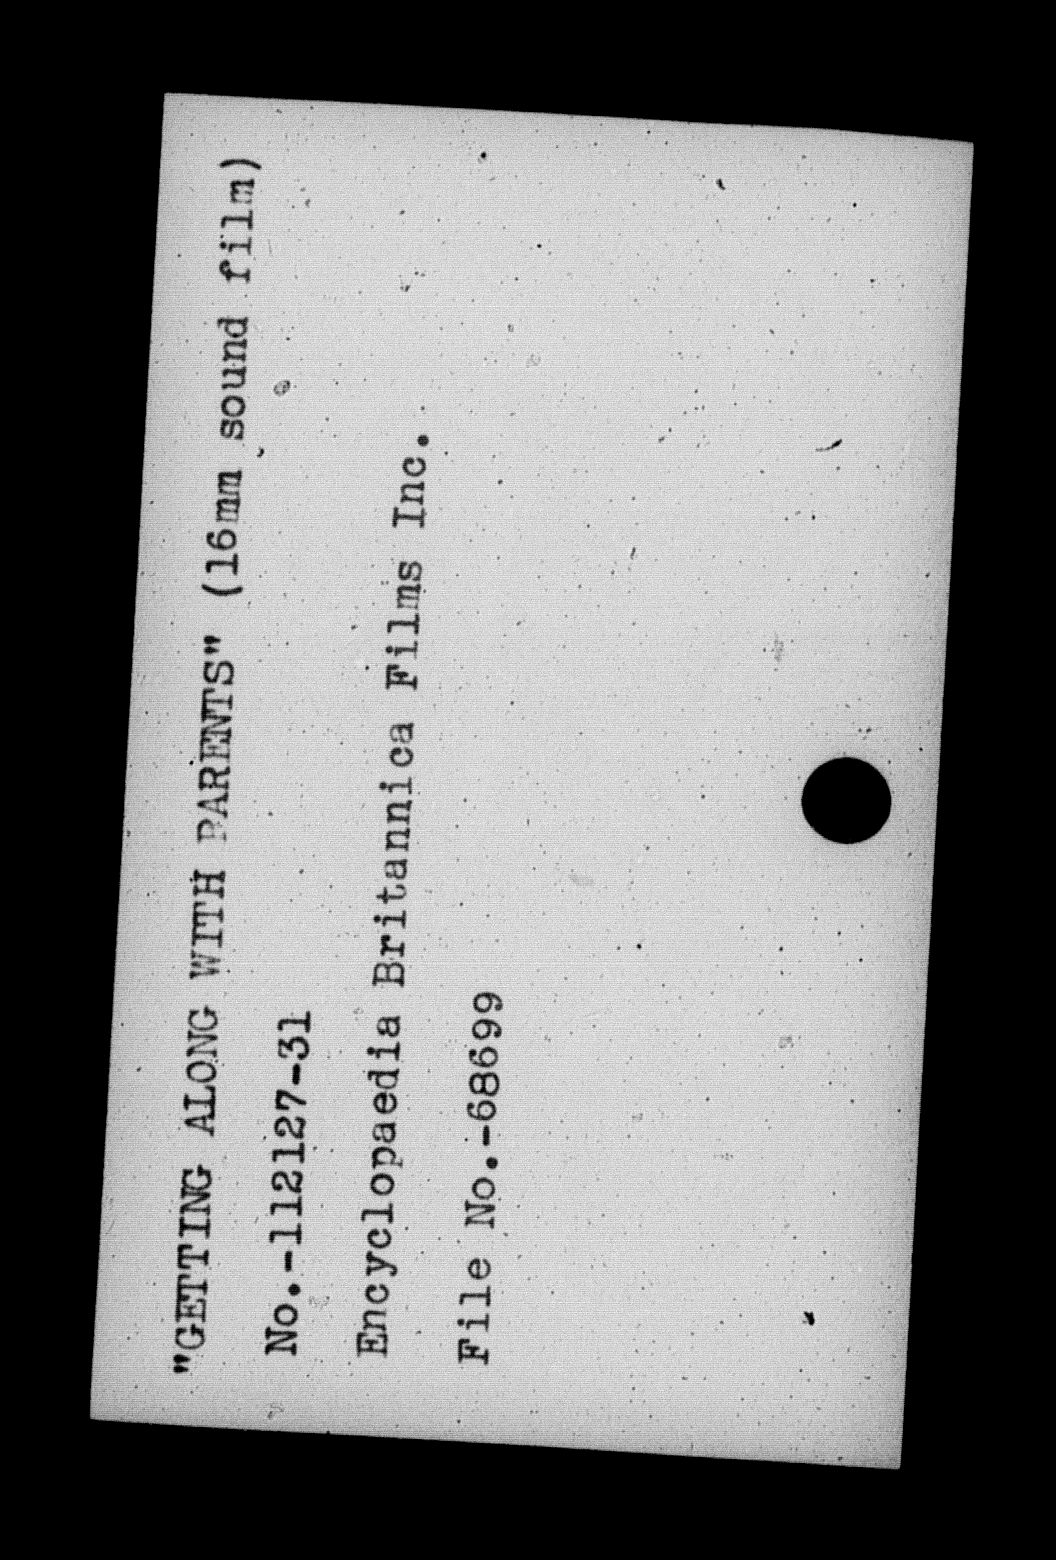 "GETTING ALONG WITH PARENTS" (16mm sound film)
No.-112127-31
Encyclopaedia Britannica Films Inc.
File No.-68699